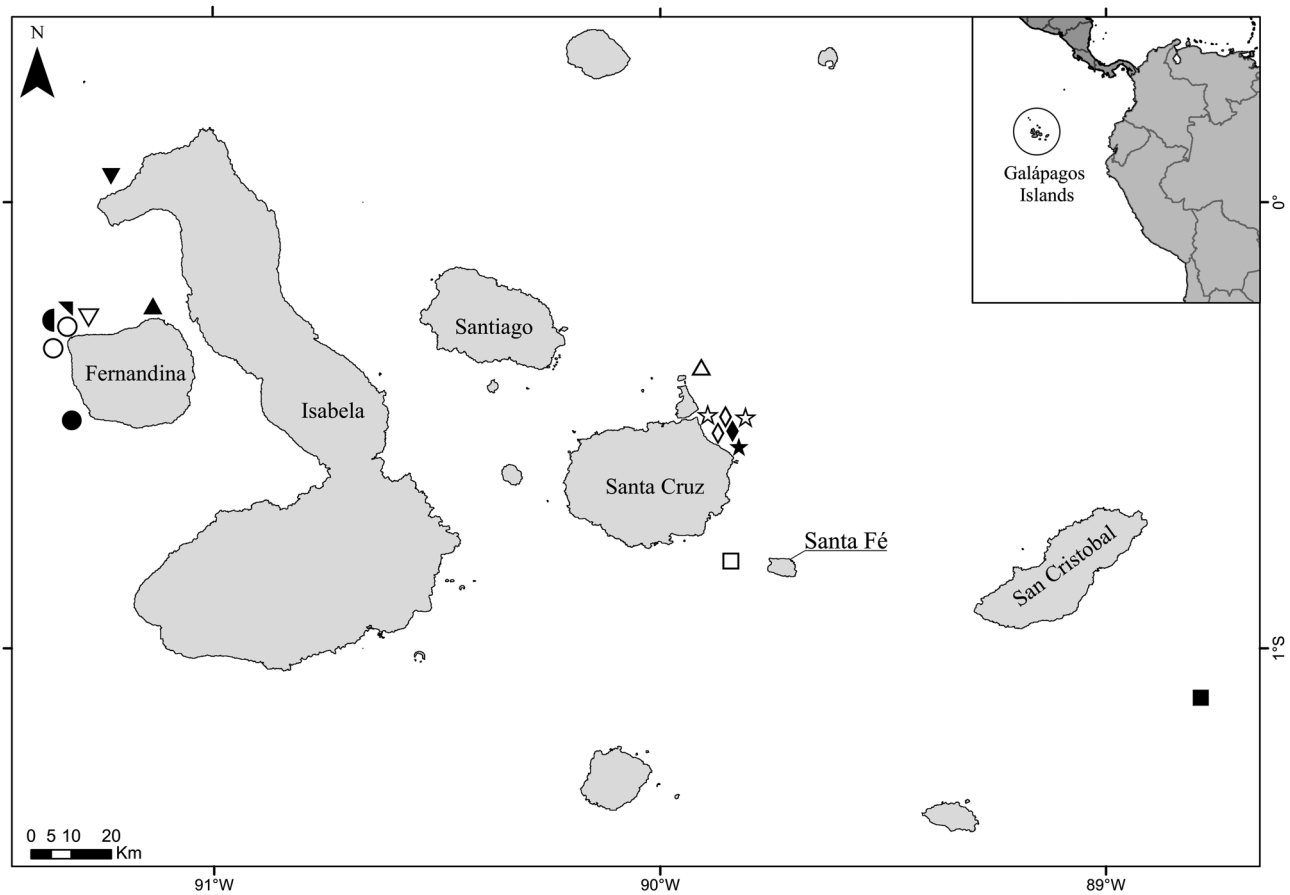 N
Galápagos
Islands
0°
Santiago
Fernandina
Isabela
Santa Cruz
Santa Fé
San Cristobal
1°S
0 5 10 20
Km
91°W
90°W
89°W